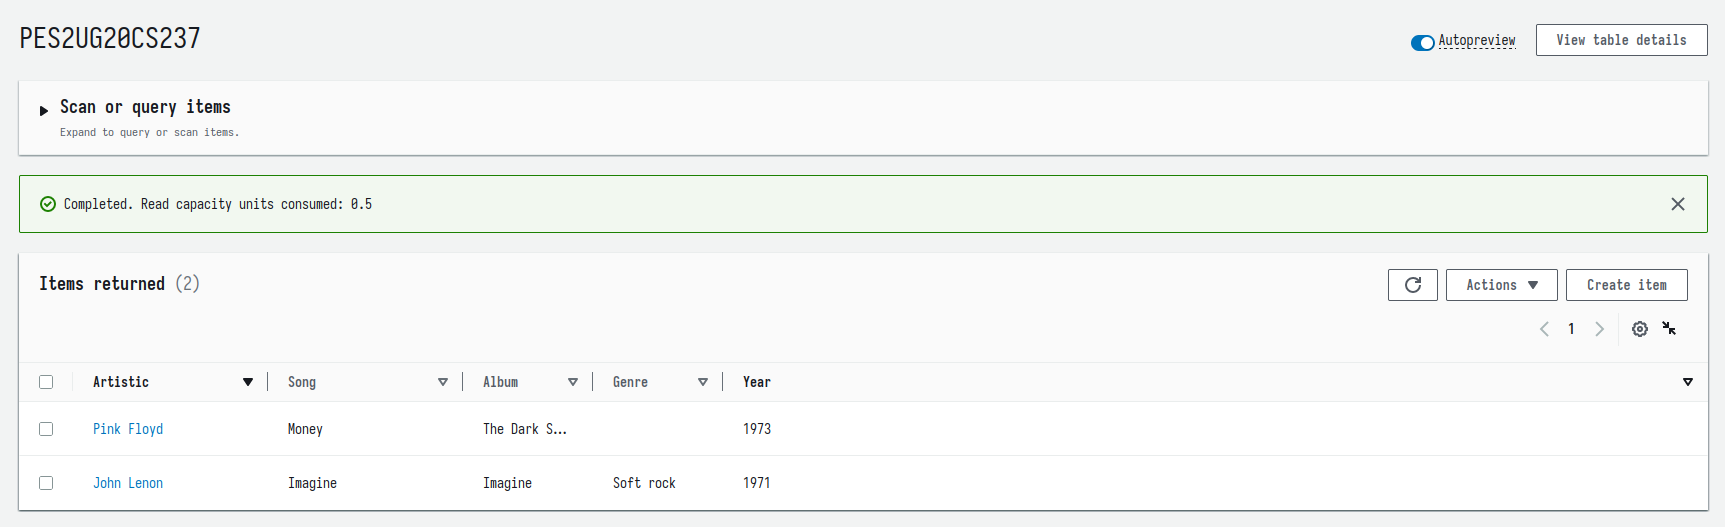 PES2UG20CS237
Autopreview
View table details
Scan or query items
Expand to query or scan items.
Completed. Read capacity units consumed: 0.5
Items returned (2)
Actions
Create item
1
Artistic Song Album Genre Year
Pink Floyd Money The Dark S... 1973
John Lenon Imagine Imagine Soft rock 1971